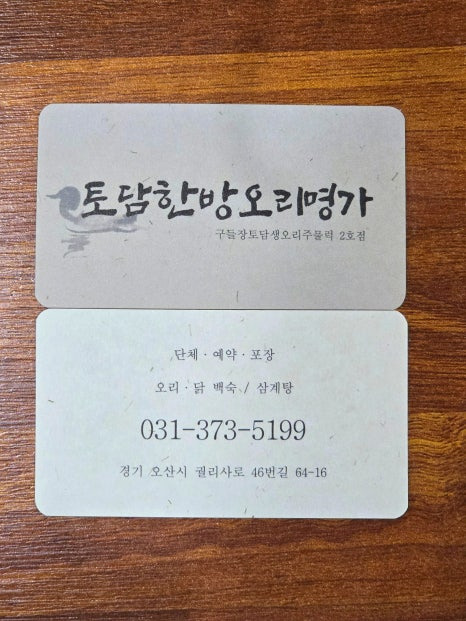 토담한방오리명가
구들장토담생오리주물럭 2호점
단체 · 예약 · 포장
오리 · 닭 백숙 / 삼계탕
031-373-5199
경기 오산시 궐리사로 46번길 64-16